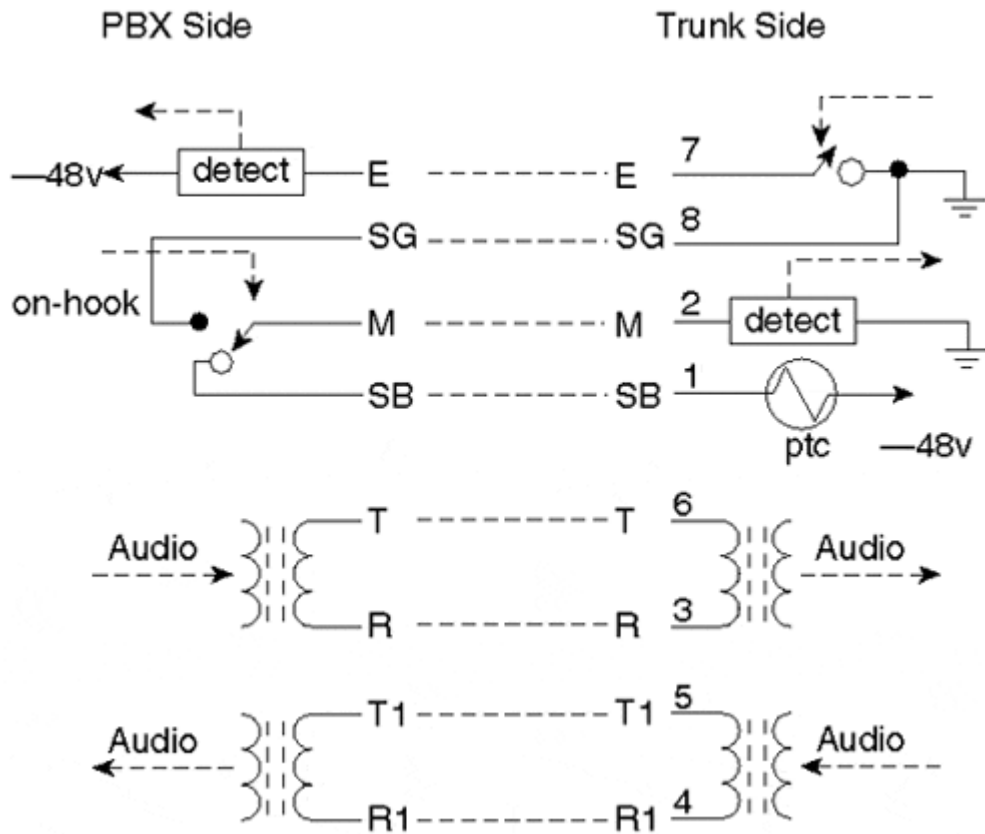 PBX Side Trunk Side
—48v detect E E 7
SG SG 8
on-hook M M 2 detect
SB SB 1
ptc —48v
T T 6
Audio Audio
R R 3
T1 T1 5
Audio Audio
R1 R1 4